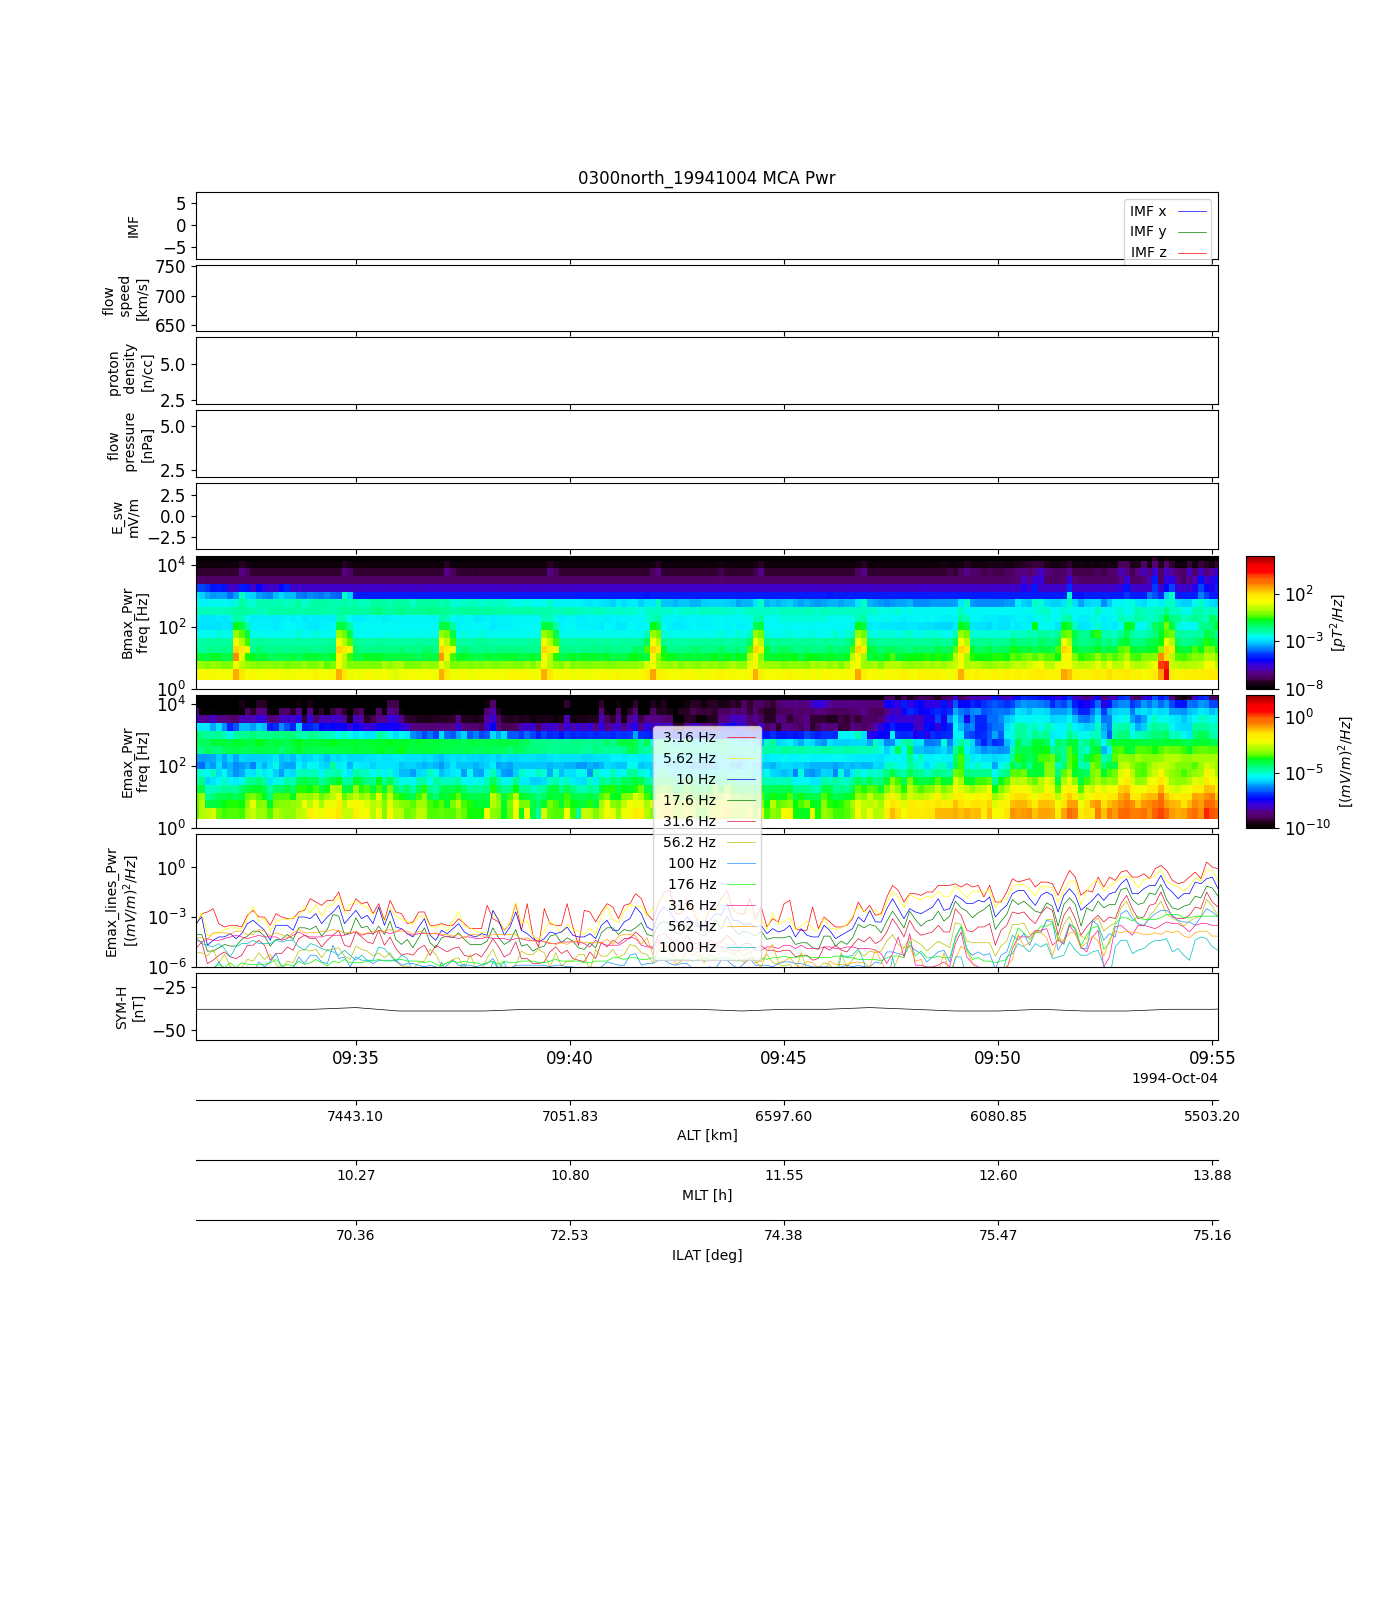 0300north_19941004 MCA Pwr
5
0
−5
IMF
IMF x
IMF y
IMF z
750
700
650
flow
speed
[km/s]
5.0
2.5
proton
density
[n/cc]
5.0
2.5
flow
pressure
[nPa]
2.5
0.0
−2.5
E_sw
mV/m
10^4
10^2
10^0
Bmax_Pwr
freq [Hz]
10^2
10^−3
10^−8
[pT^2/Hz]
10^4
10^2
10^0
Emax_Pwr
freq [Hz]
10^0
10^−5
10^−10
[(mV/m)^2/Hz]
3.16 Hz
5.62 Hz
10 Hz
17.6 Hz
31.6 Hz
56.2 Hz
100 Hz
176 Hz
316 Hz
562 Hz
1000 Hz
10^0
10^−3
10^−6
Emax_lines_Pwr
[(mV/m)^2/Hz]
−25
−50
SYM-H
[nT]
09:35 09:40 09:45 09:50 09:55
1994-Oct-04
7443.10 7051.83 6597.60 6080.85 5503.20
ALT [km]
10.27 10.80 11.55 12.60 13.88
MLT [h]
70.36 72.53 74.38 75.47 75.16
ILAT [deg]